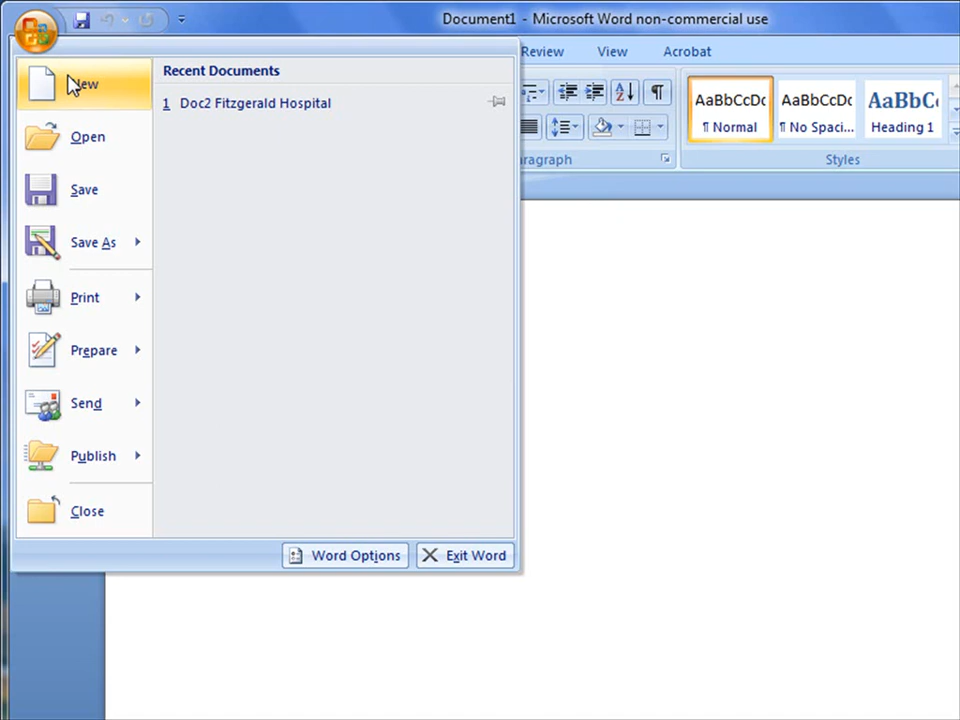 Document1 - Microsoft Word non-commercial use
Review View Acrobat
New
Open
Save
Save As
Print
Prepare
Send
Publish
Close
Recent Documents
1 Doc2 Fitzgerald Hospital
Word Options
Exit Word
AaBbCcDc AaBbCcDc AaBbC
¶ Normal ¶ No Spaci... Heading 1
Styles